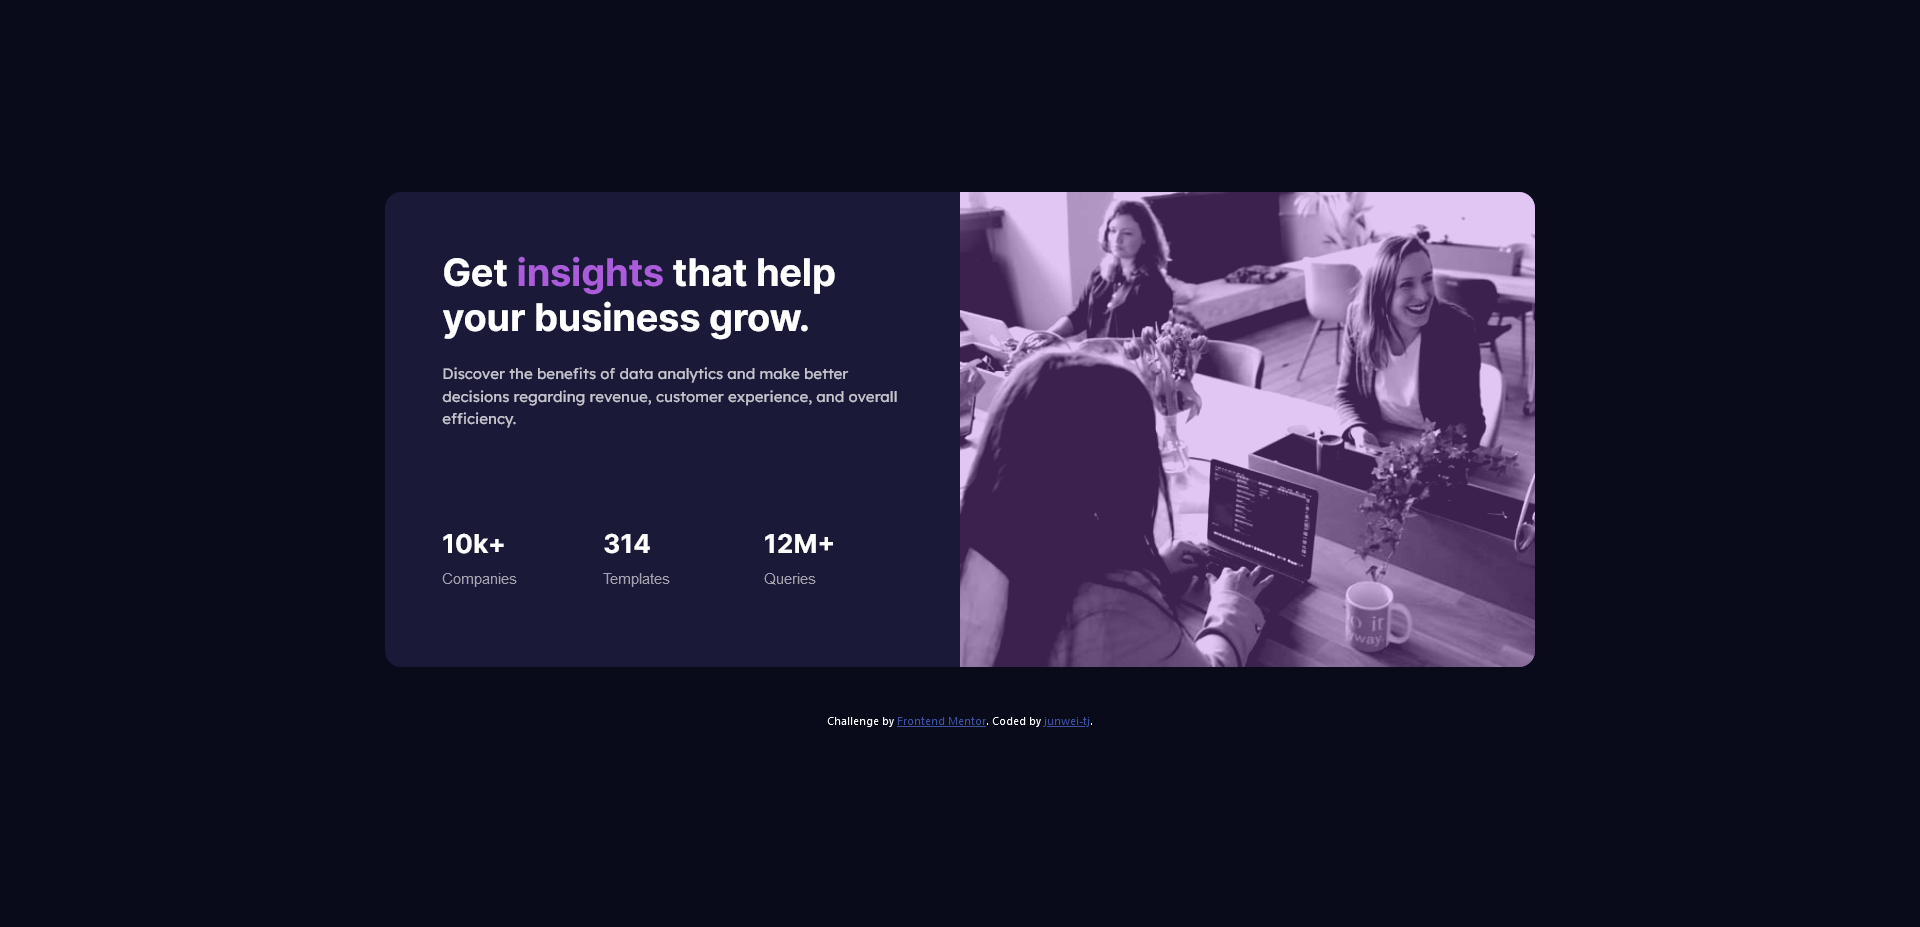 Get insights that help
your business grow.
Discover the benefits of data analytics and make better
decisions regarding revenue, customer experience, and overall
efficiency.
10k+ 314 12M+
Companies Templates Queries
Challenge by Frontend Mentor. Coded by junwei-tj.